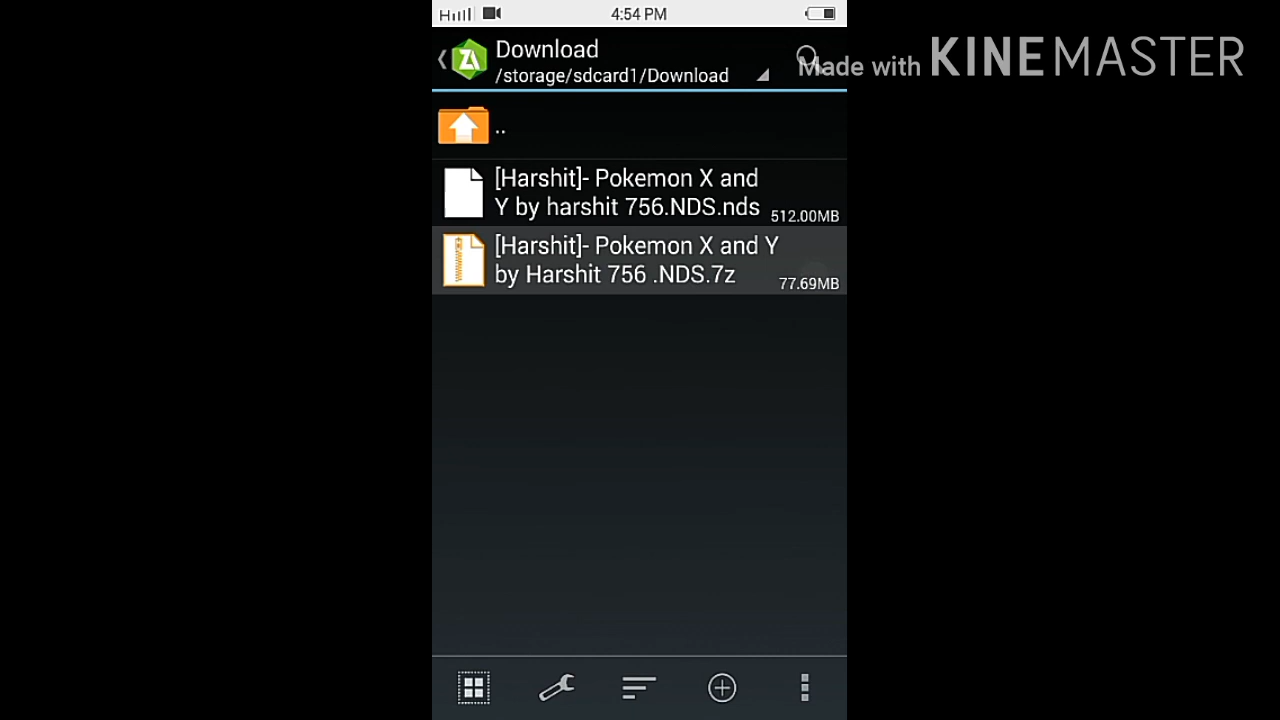 4:54 PM
Download
/storage/sdcard1/Download
Made with KINEMASTER
..
[Harshit]- Pokemon X and
Y by harshit 756.NDS.nds
512.00MB
[Harshit]- Pokemon X and Y
by Harshit 756 .NDS.7z
77.69MB